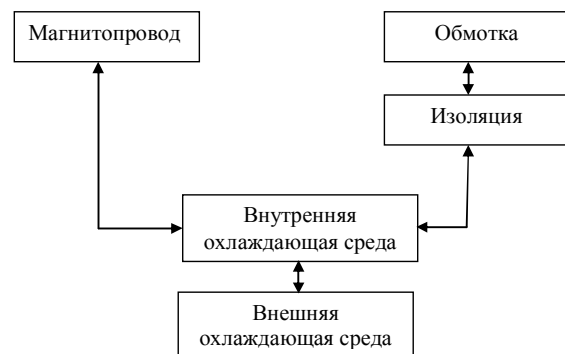 Магнитопровод
Обмотка
Изоляция
Внутренняя
охлаждающая среда
Внешняя
охлаждающая среда